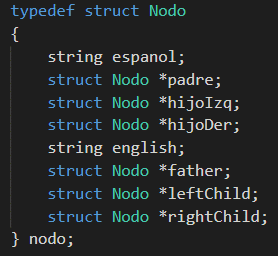 typedef struct Nodo
{
    string espanol;
    struct Nodo *padre;
    struct Nodo *hijoIzq;
    struct Nodo *hijoDer;
    string english;
    struct Nodo *father;
    struct Nodo *leftChild;
    struct Nodo *rightChild;
} nodo;